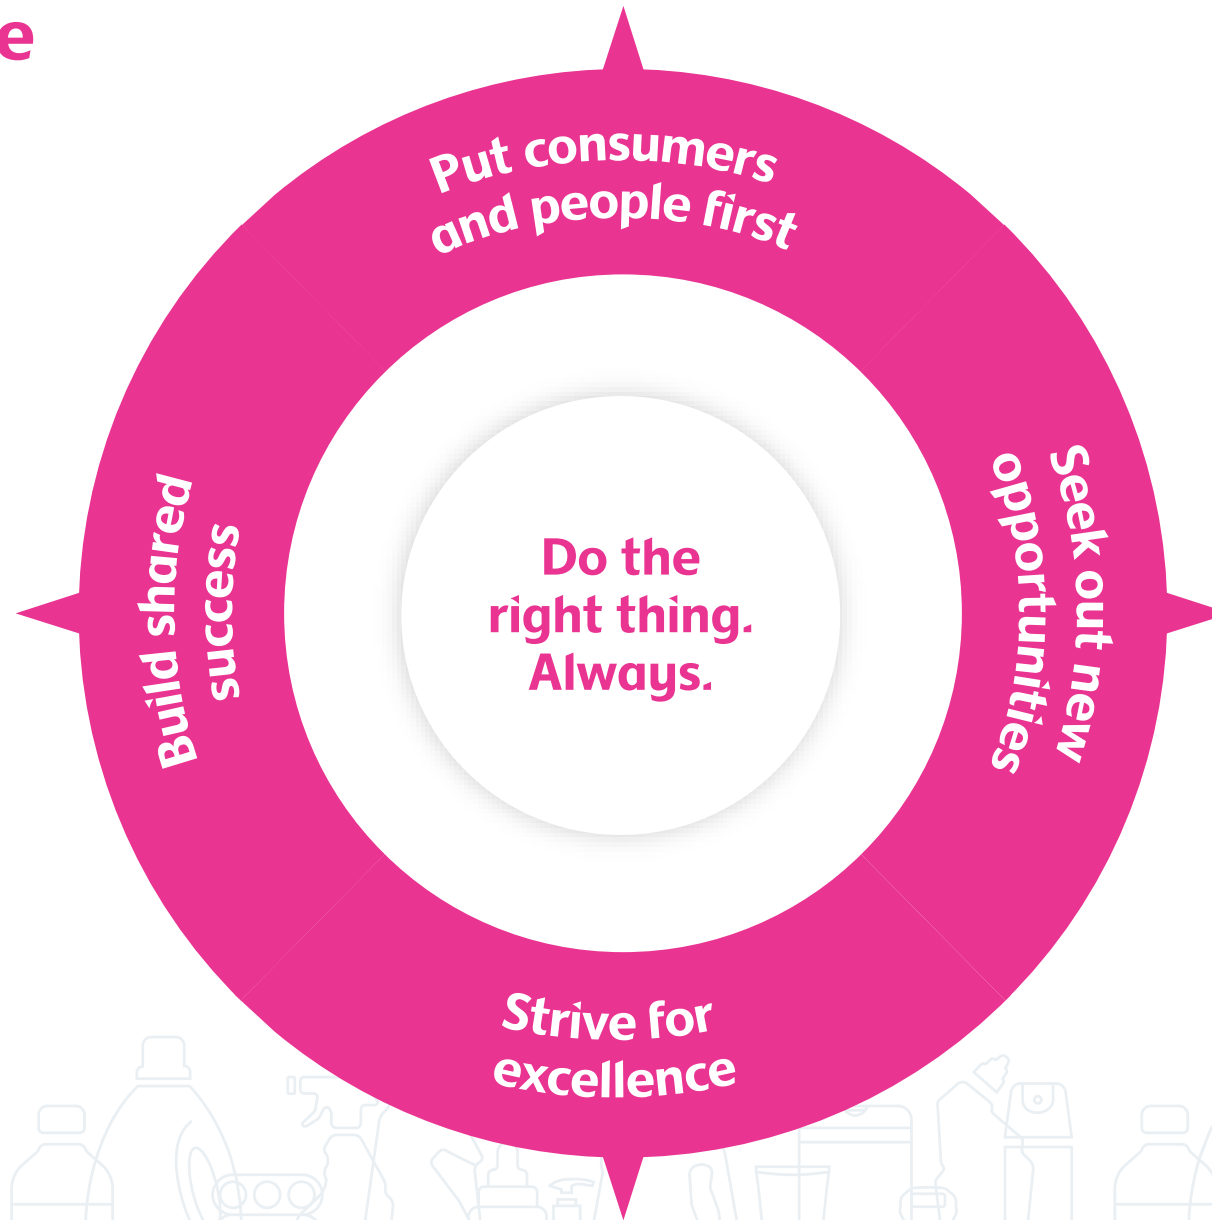 e
Put consumers
and people first
Seek out new
opportunities
Strive for
excellence
Build shared
success
Do the
right thing.
Always.